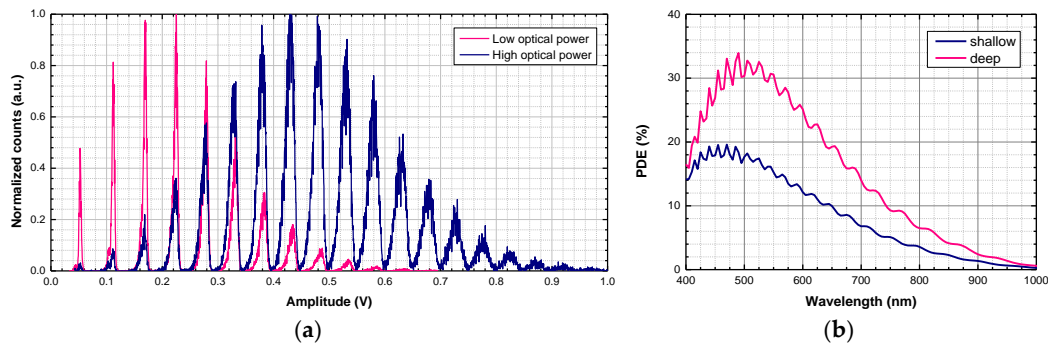 Normalized counts (a.u.)
1.0
0.8
0.6
0.4
0.2
0.0
Low optical power
High optical power
0.0 0.1 0.2 0.3 0.4 0.5 0.6 0.7 0.8 0.9 1.0
Amplitude (V)
(a)
PDE (%)
40
30
20
10
0
shallow
deep
400 500 600 700 800 900 1000
Wavelength (nm)
(b)